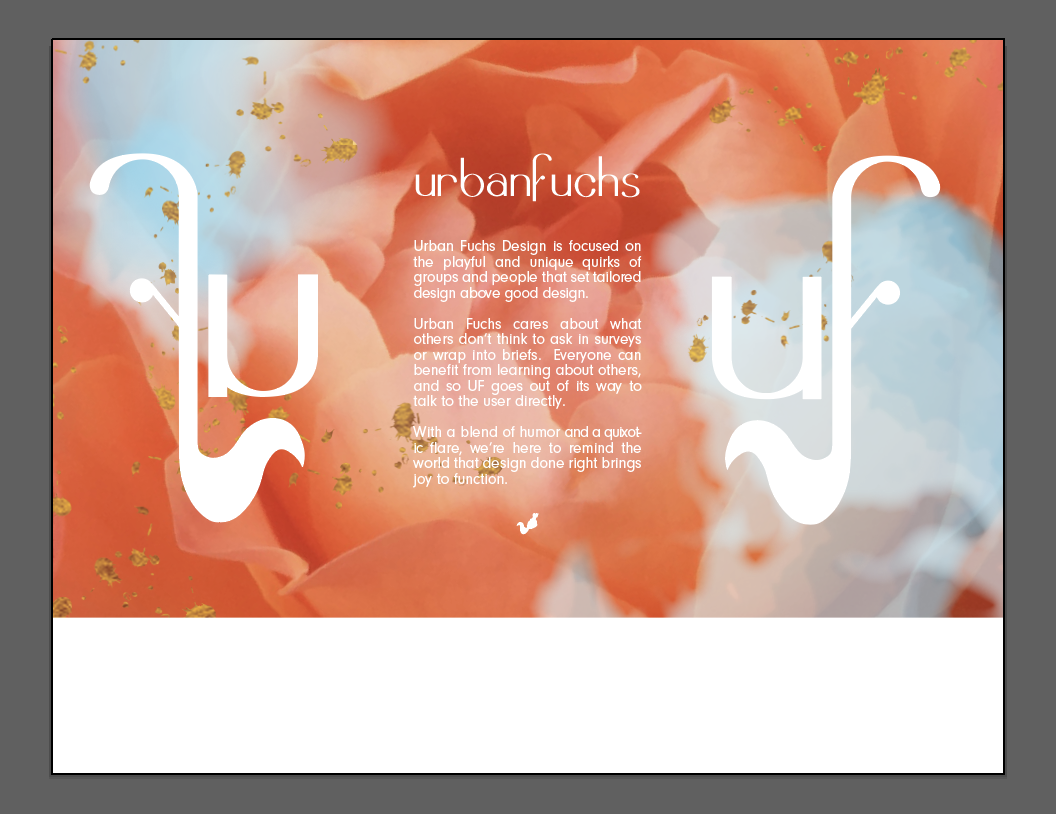 urbanfuchs
Urban Fuchs Design is focused on
the playful and unique quirks of
groups and people that set tailored
design above good design.
Urban Fuchs cares about what
others don't think to ask in surveys
or wrap into briefs. Everyone can
benefit from learning about others,
and so UF goes out of its way to
talk to the user directly.
With a blend of humor and a quixot-
ic flare, we're here to remind the
world that design done right brings
joy to function.
uf